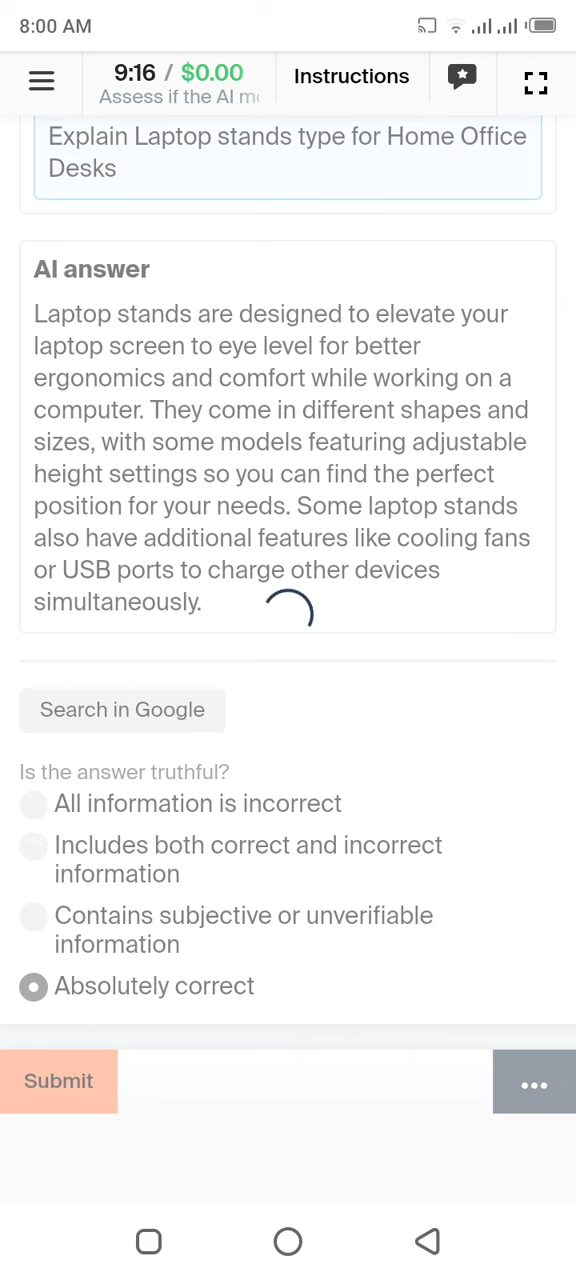 8:00 AM
9:16 / $0.00
Instructions
Assess if the AI m
Explain Laptop stands type for Home Office
Desks
AI answer
Laptop stands are designed to elevate your
laptop screen to eye level for better
ergonomics and comfort while working on a
computer. They come in different shapes and
sizes, with some models featuring adjustable
height settings so you can find the perfect
position for your needs. Some laptop stands
also have additional features like cooling fans
or USB ports to charge other devices
simultaneously.
Search in Google
Is the answer truthful?
All information is incorrect
Includes both correct and incorrect
information
Contains subjective or unverifiable
information
Absolutely correct
Submit
...